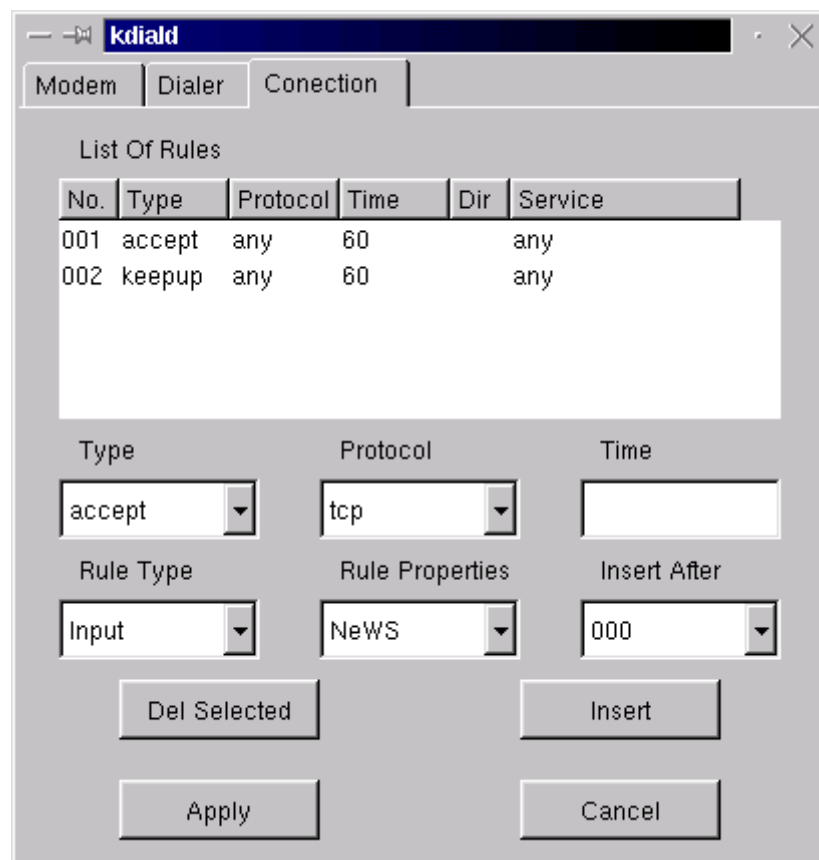 kdiald
Modem Dialer Conection
List Of Rules
No. Type Protocol Time Dir Service
001 accept any 60 any
002 keepup any 60 any
Type Protocol Time
accept tcp
Rule Type Rule Properties Insert After
Input NeWS 000
Del Selected Insert
Apply Cancel